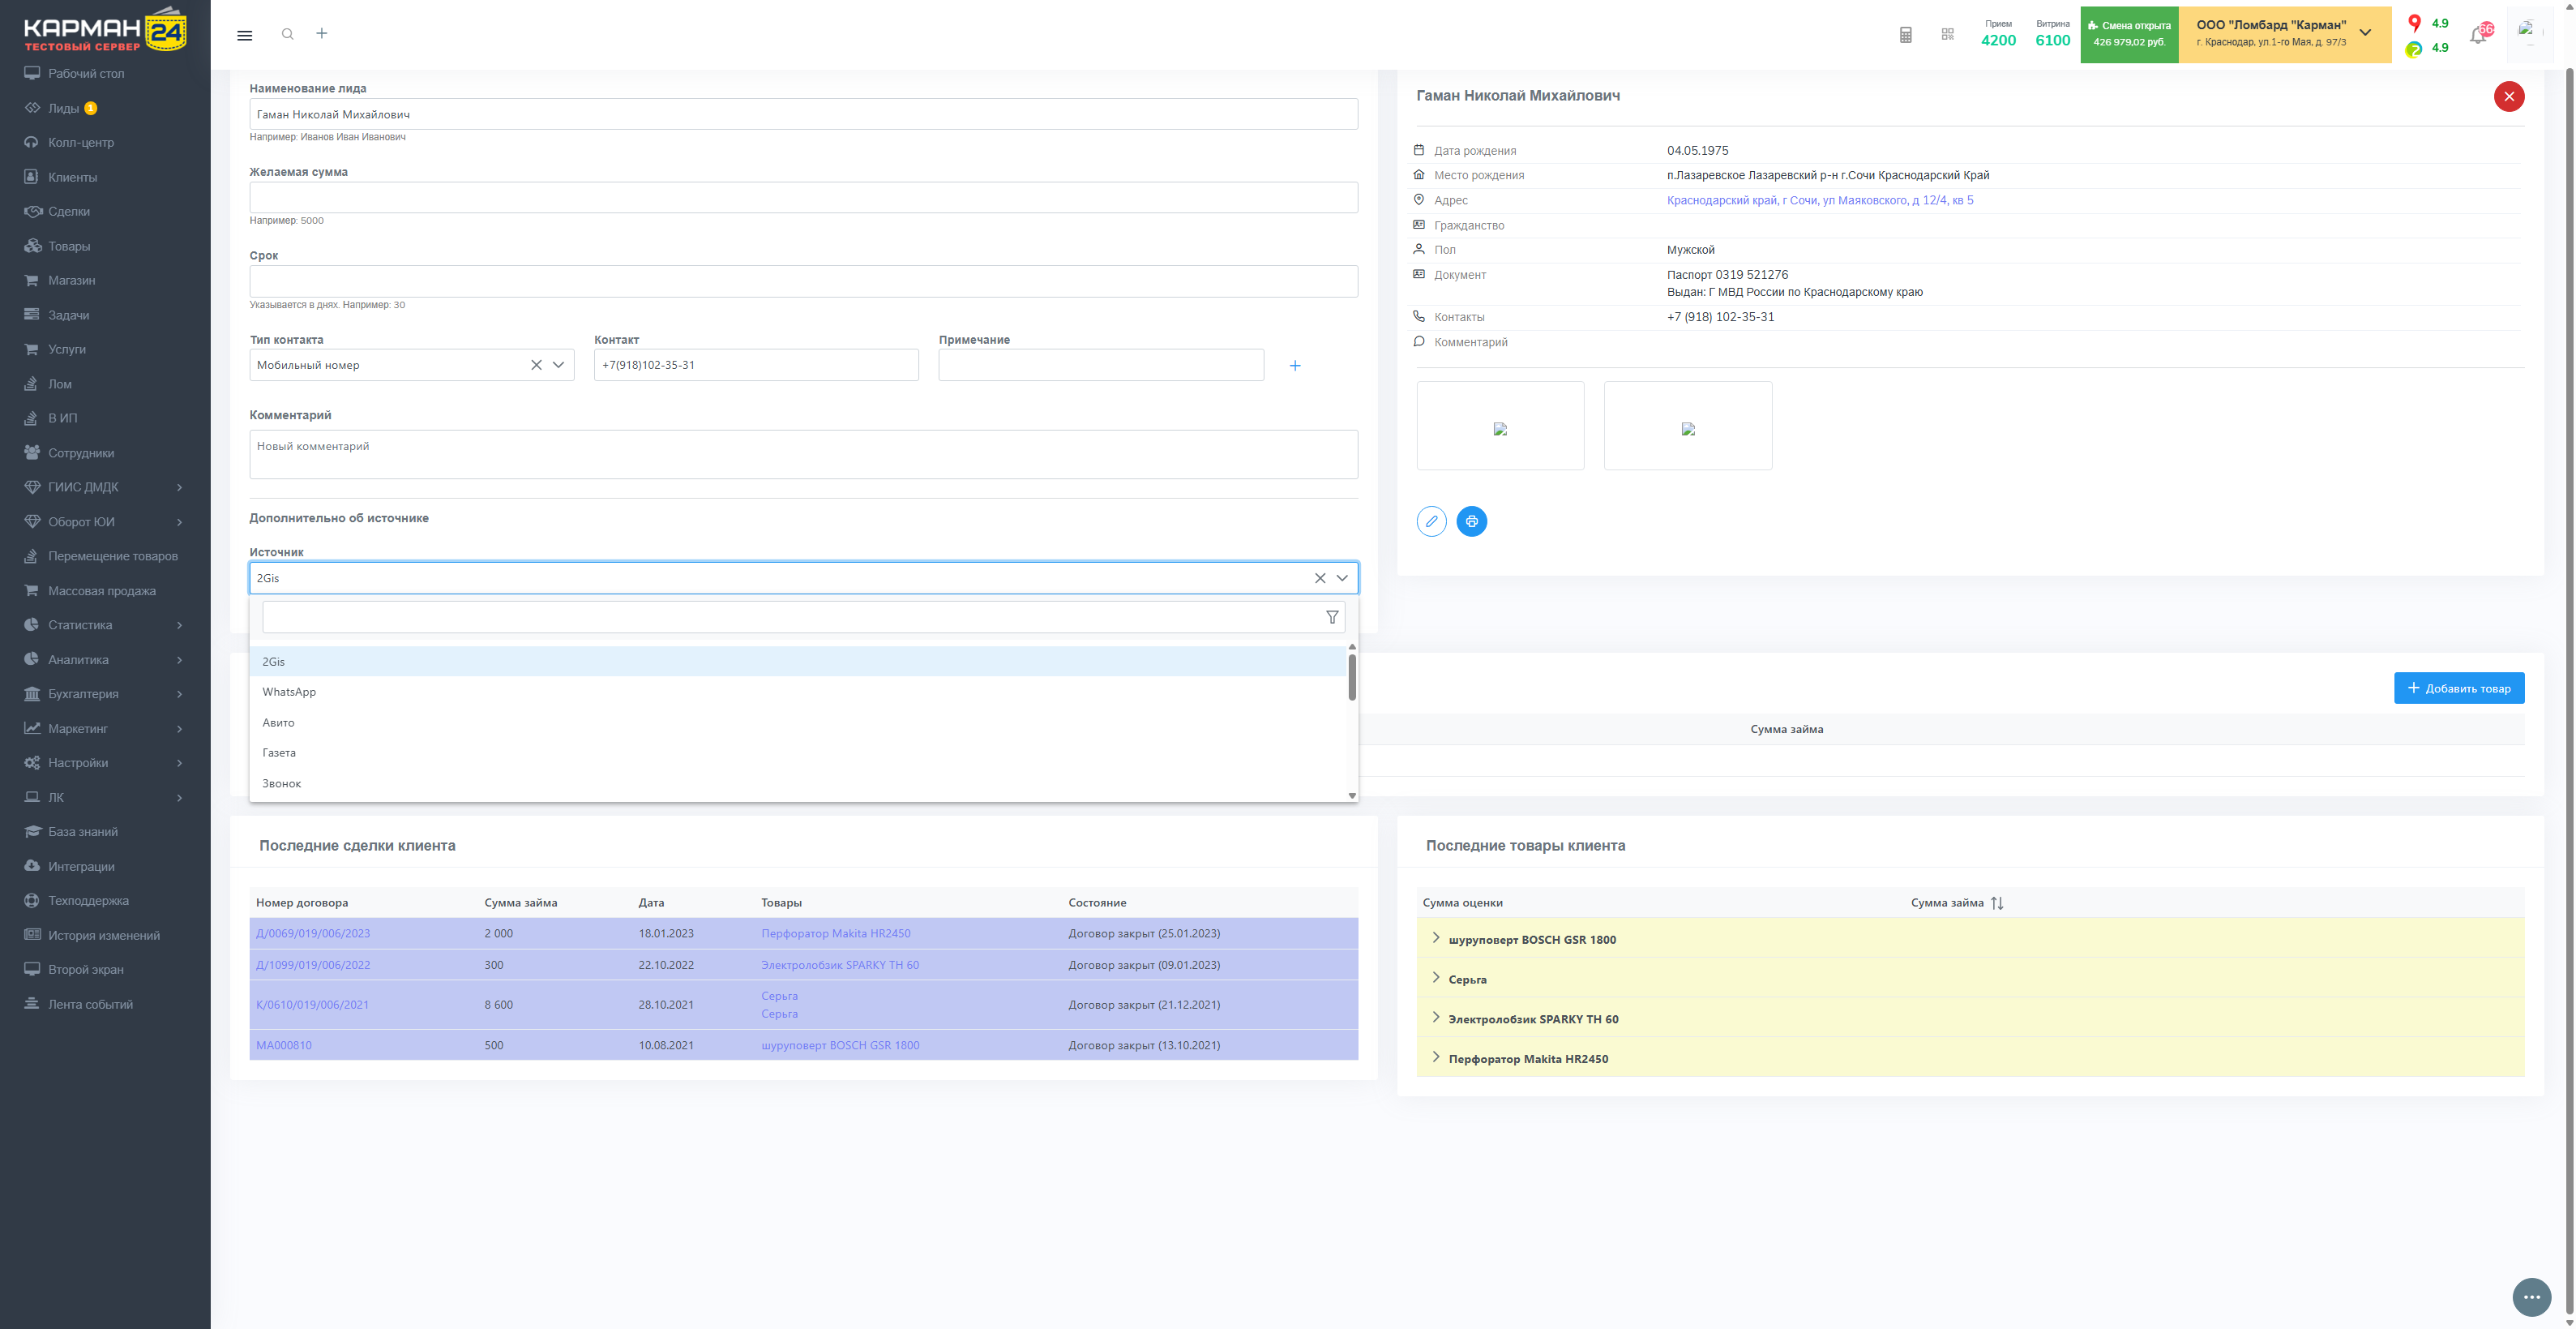 КАРМАН 24
ТЕСТОВЫЙ СЕРВЕР
Рабочий стол
Лиды 1
Колл-центр
Клиенты
Сделки
Товары
Магазин
Задачи
Услуги
Лом
В ИП
Сотрудники
ГИИС ДМДК
Оборот ЮИ
Перемещение товаров
Массовая продажа
Статистика
Аналитика
Бухгалтерия
Маркетинг
Настройки
ЛК
База знаний
Интеграции
Техподдержка
История изменений
Второй экран
Лента событий
Прием
4200
Витрина
6100
Смена открыта
426 979,02 руб.
ООО "Ломбард "Карман"
г. Краснодар, ул.1-го Мая, д. 97/3
4.9
4.9
Наименование лида
Гаман Николай Михайлович
Например: Иванов Иван Иванович
Желаемая сумма
Например: 5000
Срок
Указывается в днях. Например: 30
Тип контакта Контакт Примечание
Мобильный номер +7(918)102-35-31
Комментарий
Новый комментарий
Дополнительно об источнике
Источник
2Gis
2Gis
WhatsApp
Авито
Газета
Звонок
Гаман Николай Михайлович
Дата рождения 04.05.1975
Место рождения п.Лазаревское Лазаревский р-н г.Сочи Краснодарский Край
Адрес Краснодарский край, г Сочи, ул Маяковского, д 12/4, кв 5
Гражданство
Пол Мужской
Документ Паспорт 0319 521276
Выдан: Г МВД России по Краснодарскому краю
Контакты +7 (918) 102-35-31
Комментарий
Добавить товар
Сумма займа
Последние сделки клиента
Номер договора Сумма займа Дата Товары Состояние
Д/0069/019/006/2023 2 000 18.01.2023 Перфоратор Makita HR2450 Договор закрыт (25.01.2023)
Д/1099/019/006/2022 300 22.10.2022 Электролобзик SPARKY TH 60 Договор закрыт (09.01.2023)
К/0610/019/006/2021 8 600 28.10.2021 Серьга Серьга Договор закрыт (21.12.2021)
МА000810 500 10.08.2021 шуруповерт BOSCH GSR 1800 Договор закрыт (13.10.2021)
Последние товары клиента
Сумма оценки Сумма займа
шуруповерт BOSCH GSR 1800
Серьга
Электролобзик SPARKY TH 60
Перфоратор Makita HR2450